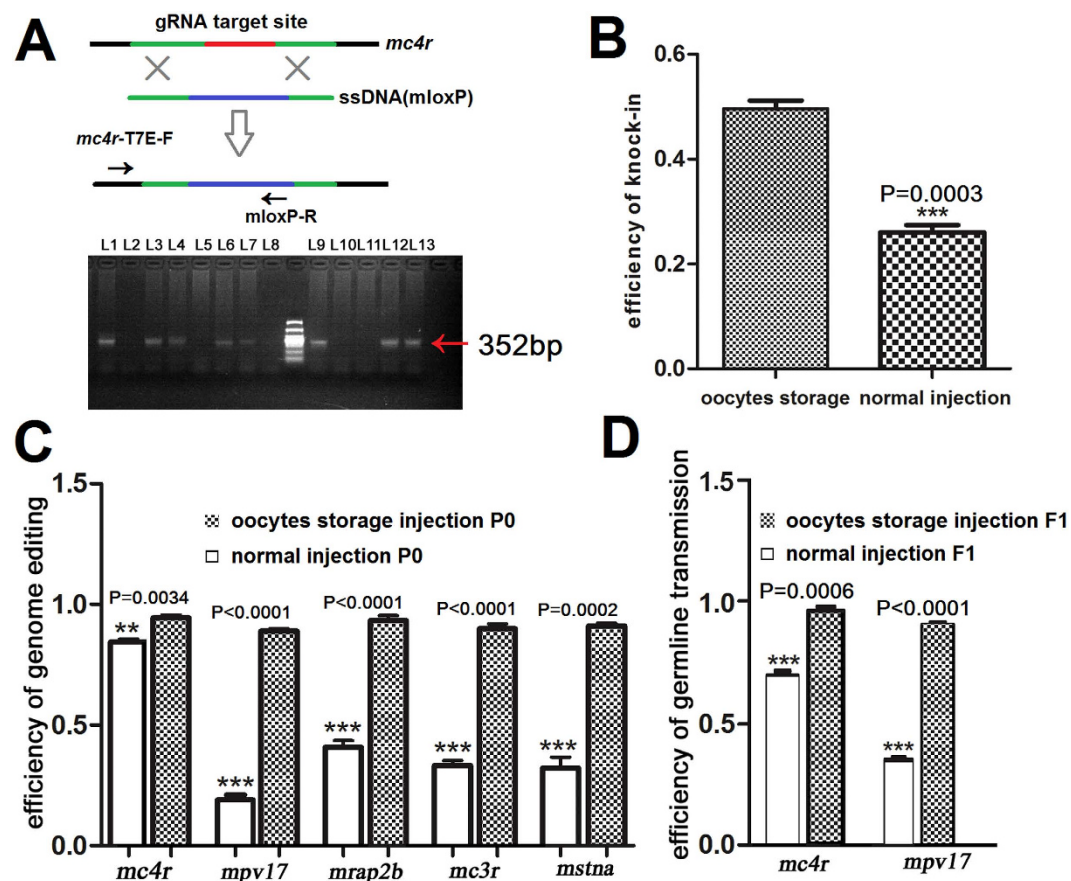 A
gRNA target site
mc4r
ssDNA(mloxP)
mc4r-T7E-F
mloxP-R
L1 L2 L3 L4 L5 L6 L7 L8 L9 L10 L11 L12 L13
352bp
B
efficiency of knock-in
0.6
0.4
0.2
0.0
P=0.0003
***
oocytes storage normal injection
C
efficiency of genome editing
1.5
1.0
0.5
0.0
oocytes storage injection P0
normal injection P0
P=0.0034 P<0.0001 P<0.0001 P<0.0001 P=0.0002
** *** *** *** ***
mc4r mpv17 mrap2b mc3r mstna
D
efficiency of germline transmission
1.5
1.0
0.5
0.0
oocytes storage injection F1
normal injection F1
P=0.0006 P<0.0001
*** ***
mc4r mpv17